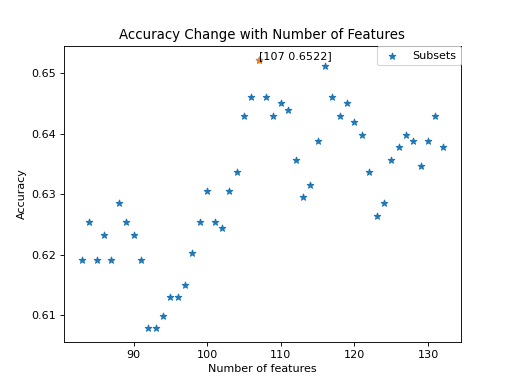 Accuracy Change with Number of Features
[107 0.6522]
Subsets
0.65
0.64
0.63
0.62
0.61
Accuracy
90 100 110 120 130
Number of features